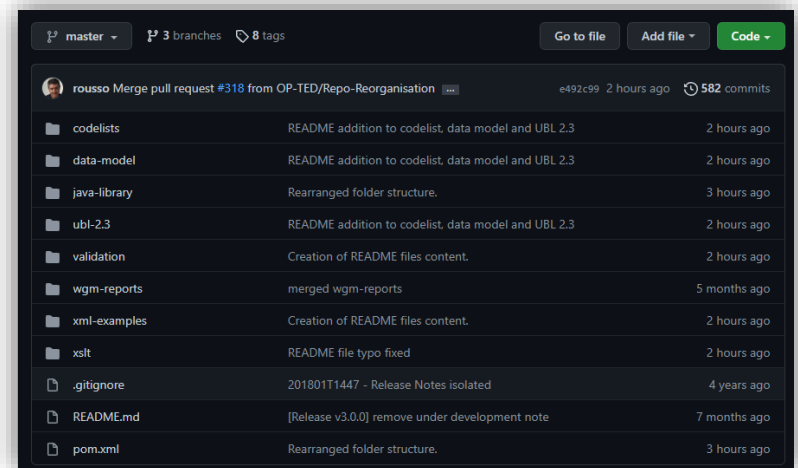 master 3 branches 8 tags Go to file Add file Code
rousso Merge pull request #318 from OP-TED/Repo-Reorganisation ... e492c99 2 hours ago 582 commits
codelists README addition to codelist, data model and UBL 2.3 2 hours ago
data-model README addition to codelist, data model and UBL 2.3 2 hours ago
java-library Rearranged folder structure. 3 hours ago
ubl-2.3 README addition to codelist, data model and UBL 2.3 2 hours ago
validation Creation of README files content. 2 hours ago
wgm-reports merged wgm-reports 5 months ago
xml-examples Creation of README files content. 2 hours ago
xslt README file typo fixed 2 hours ago
.gitignore 201801T1447 - Release Notes isolated 4 years ago
README.md [Release v3.0.0] remove under development note 7 months ago
pom.xml Rearranged folder structure. 3 hours ago